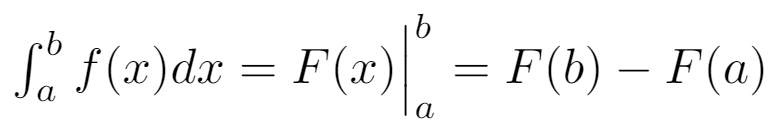 ∫_a^b f(x)dx = F(x)|_a^b = F(b) − F(a)